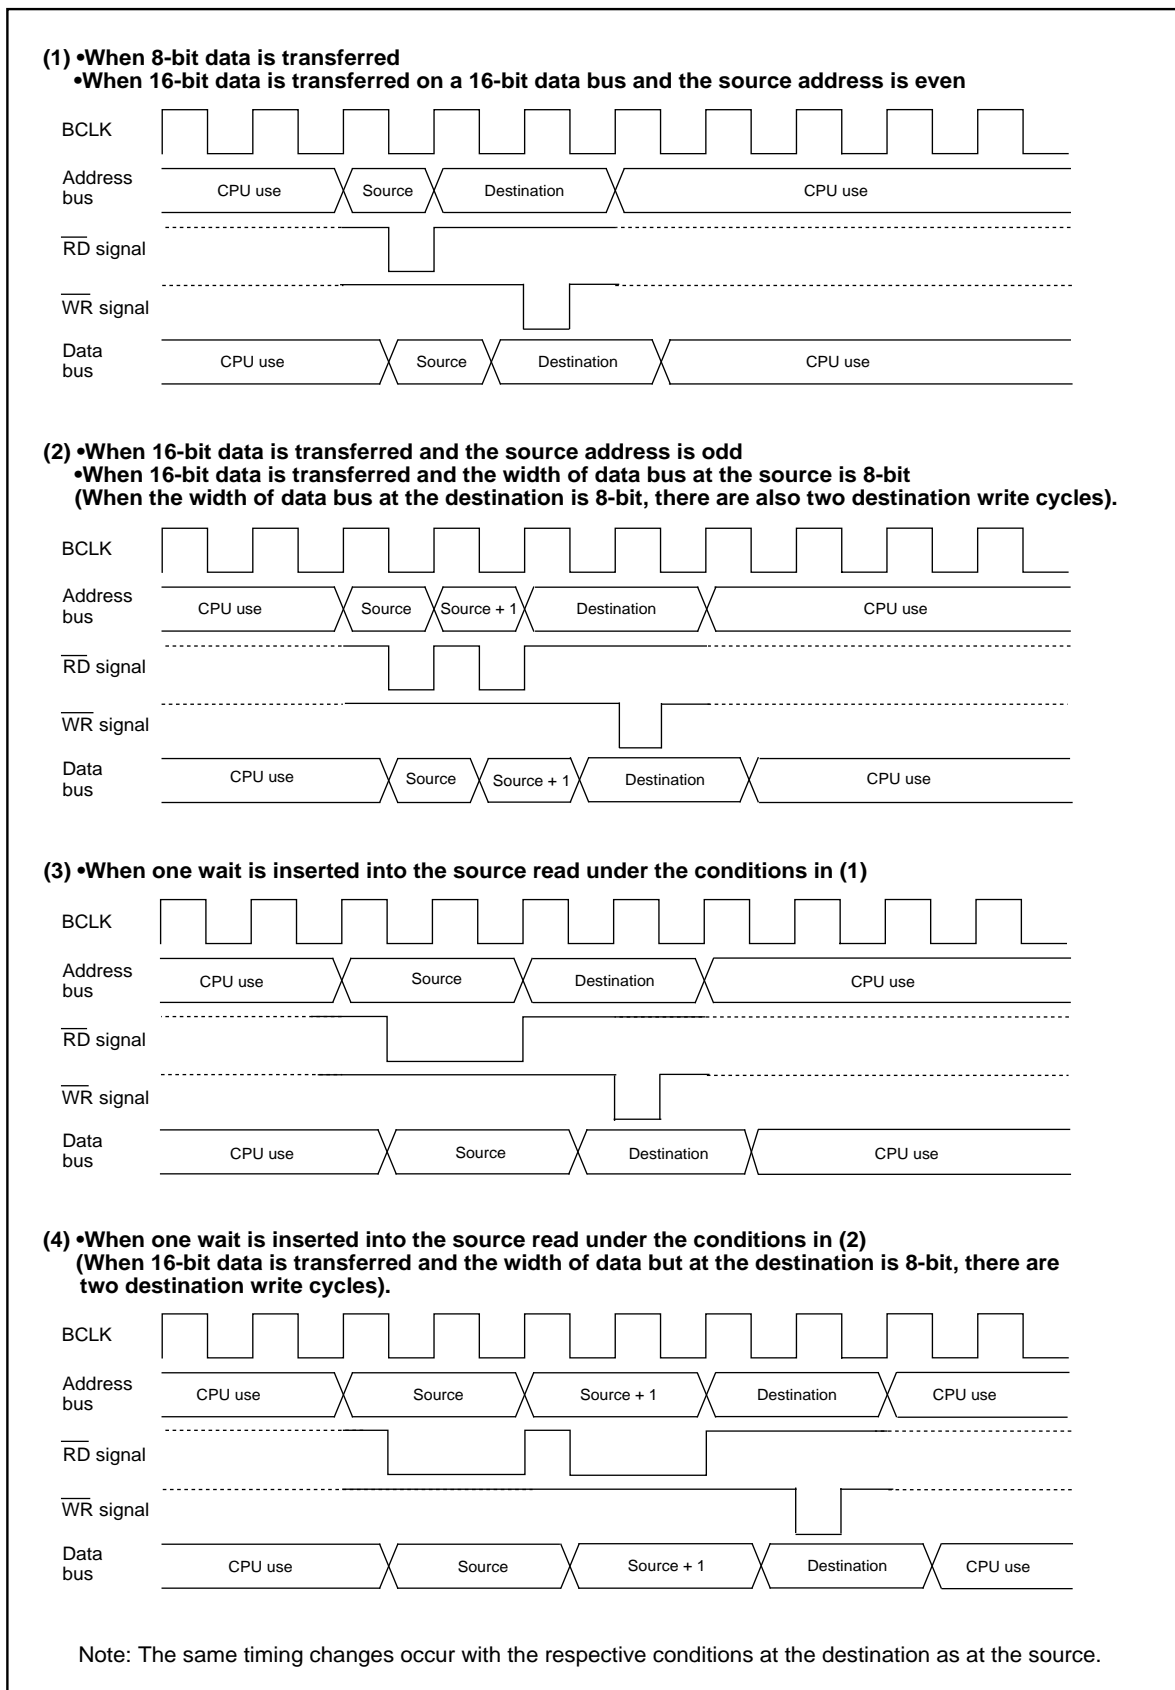 (1) •When 8-bit data is transferred
•When 16-bit data is transferred on a 16-bit data bus and the source address is even
BCLK
Address
bus
CPU use
Source
Destination
CPU use
RD signal
WR signal
Data
bus
CPU use
Source
Destination
CPU use
(2) •When 16-bit data is transferred and the source address is odd
•When 16-bit data is transferred and the width of data bus at the source is 8-bit
(When the width of data bus at the destination is 8-bit, there are also two destination write cycles).
BCLK
Address
bus
CPU use
Source
Source + 1
Destination
CPU use
RD signal
WR signal
Data
bus
CPU use
Source
Source + 1
Destination
CPU use
(3) •When one wait is inserted into the source read under the conditions in (1)
BCLK
Address
bus
CPU use
Source
Destination
CPU use
RD signal
WR signal
Data
bus
CPU use
Source
Destination
CPU use
(4) •When one wait is inserted into the source read under the conditions in (2)
(When 16-bit data is transferred and the width of data but at the destination is 8-bit, there are
two destination write cycles).
BCLK
Address
bus
CPU use
Source
Source + 1
Destination
CPU use
RD signal
WR signal
Data
bus
CPU use
Source
Source + 1
Destination
CPU use
Note: The same timing changes occur with the respective conditions at the destination as at the source.